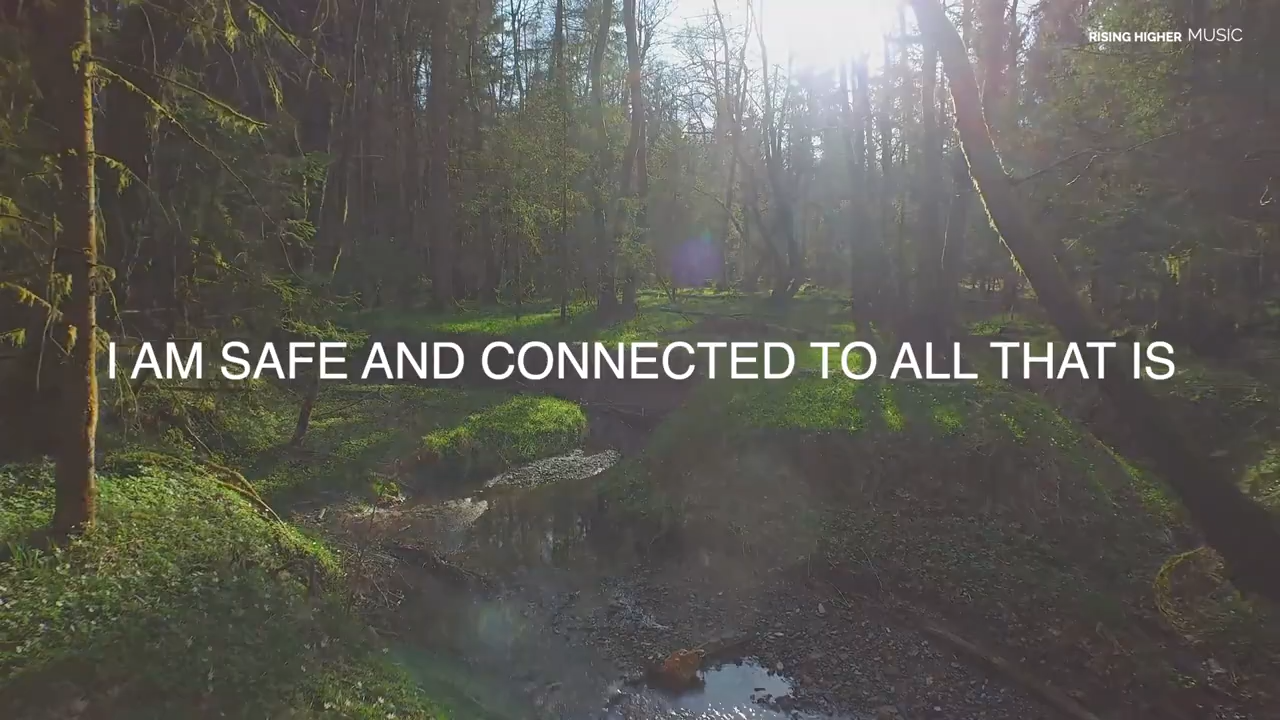 RISING HIGHER MUSIC
I AM SAFE AND CONNECTED TO ALL THAT IS